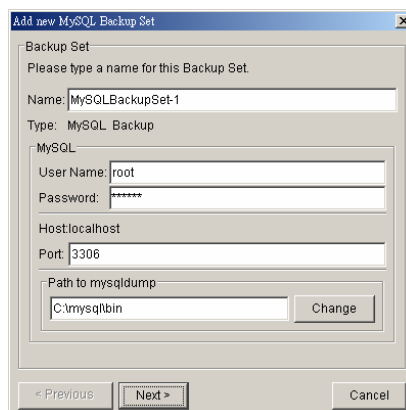 Add new MySQL Backup Set
Backup Set
Please type a name for this Backup Set.
Name: MySQLBackupSet-1
Type: MySQL Backup
MySQL
User Name: root
Password: ******
Host:localhost
Port: 3306
Path to mysqldump
C:\mysql\bin Change
< Previous Next > Cancel